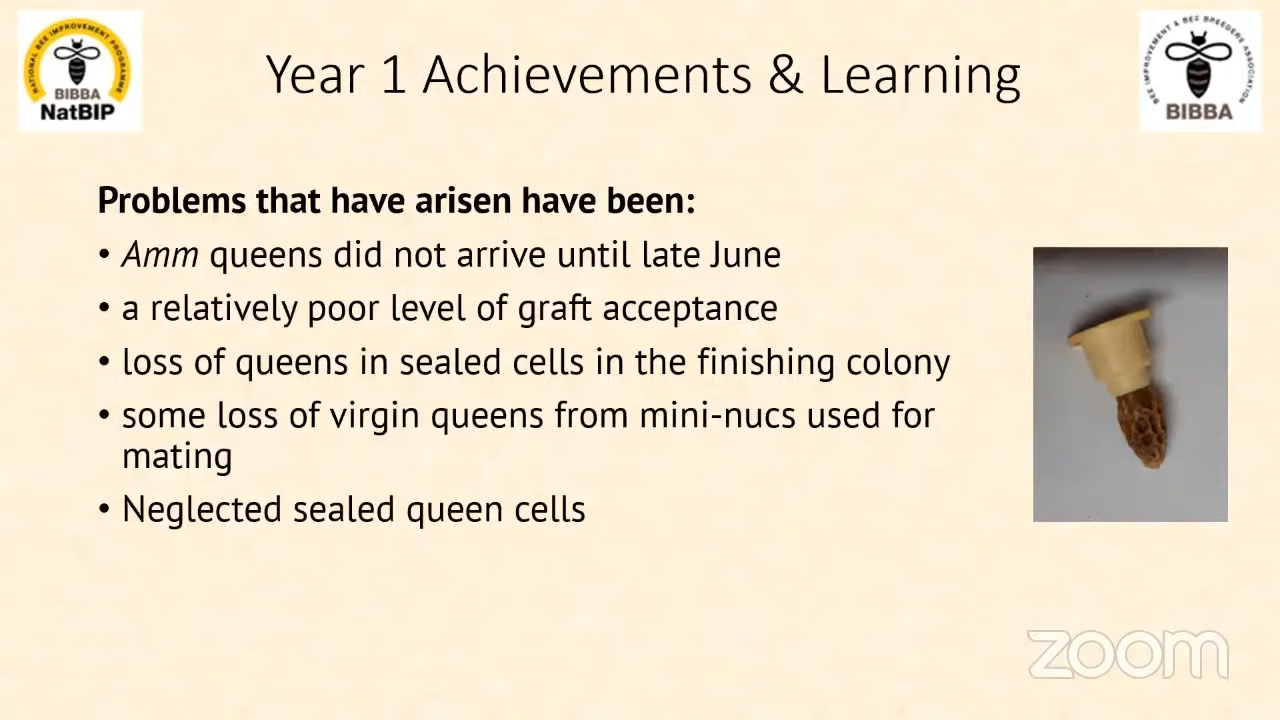 NATIONAL BEE IMPROVEMENT PROGRAMME
BIBBA
NatBIP
Year 1 Achievements & Learning
BEE IMPROVEMENT & BEE BREEDERS ASSOCIATION
BIBBA
Problems that have arisen have been:
• Amm queens did not arrive until late June
• a relatively poor level of graft acceptance
• loss of queens in sealed cells in the finishing colony
• some loss of virgin queens from mini-nucs used for
mating
• Neglected sealed queen cells
zoom